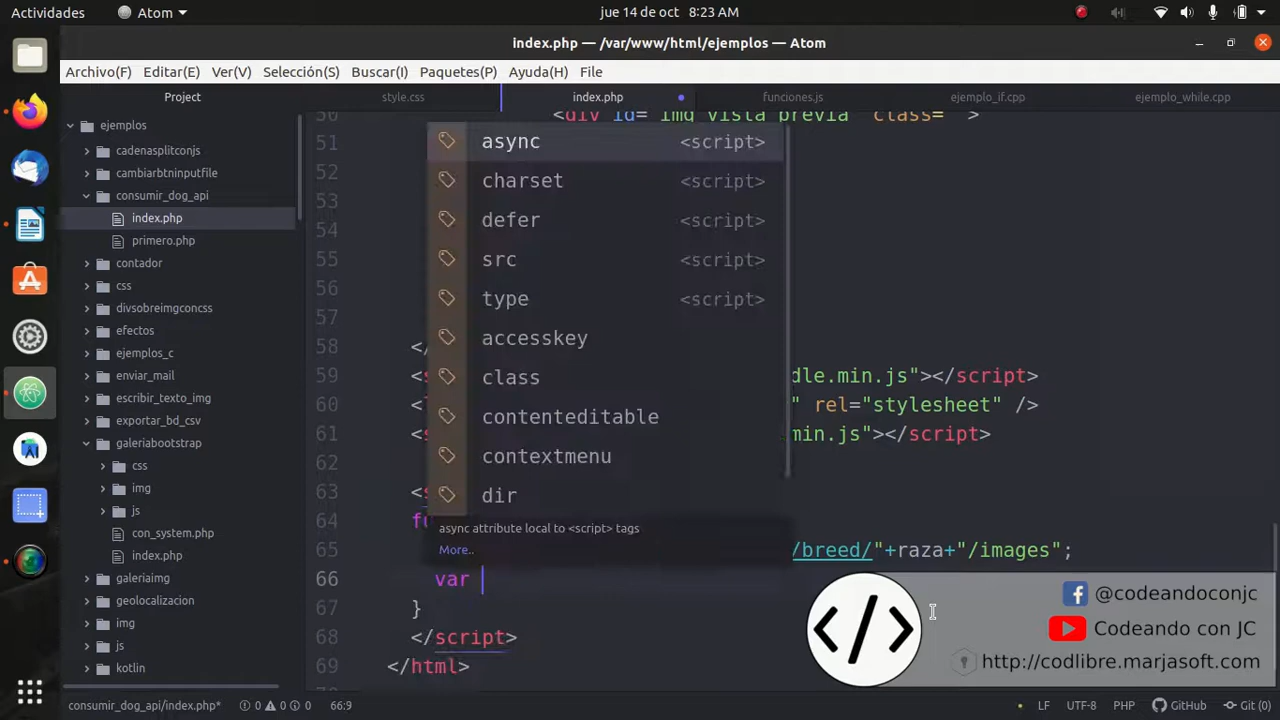 Actividades Atom jue 14 de oct 8:23 AM
index.php — /var/www/html/ejemplos — Atom
Archivo(F) Editar(E) Ver(V) Selección(S) Buscar(I) Paquetes(P) Ayuda(H) File
Project style.css index.php funciones.js ejemplo_if.cpp ejemplo_while.cpp
ejemplos
cadenasplitconjs
cambiarbtninputfile
consumir_dog_api
index.php
primero.php
contador
css
divsobreimgconcss
efectos
ejemplos_c
enviar_mail
escribir_texto_img
exportar_bd_csv
galeriabootstrap
css
img
js
con_system.php
index.php
galeriaimg
geolocalizacion
img
js
kotlin
50 <div id="img_vista_previa" class="">
51
52
53
54
55
56
57
58 </
59 <s dle.min.js"></script>
60 <l " rel="stylesheet" />
61 <s min.js"></script>
62
63 <s
64 fu
65 /breed/"+raza+"/images";
66 var
67 }
68 </script>
69 </html>
async <script>
charset <script>
defer <script>
src <script>
type <script>
accesskey
class
contenteditable
contextmenu
dir
async attribute local to <script> tags
More..
</>
@codeandoconjc
Codeando con JC
http://codlibre.marjasoft.com
consumir_dog_api/index.php* 0 0 0 66:9 LF UTF-8 PHP GitHub Git (0)